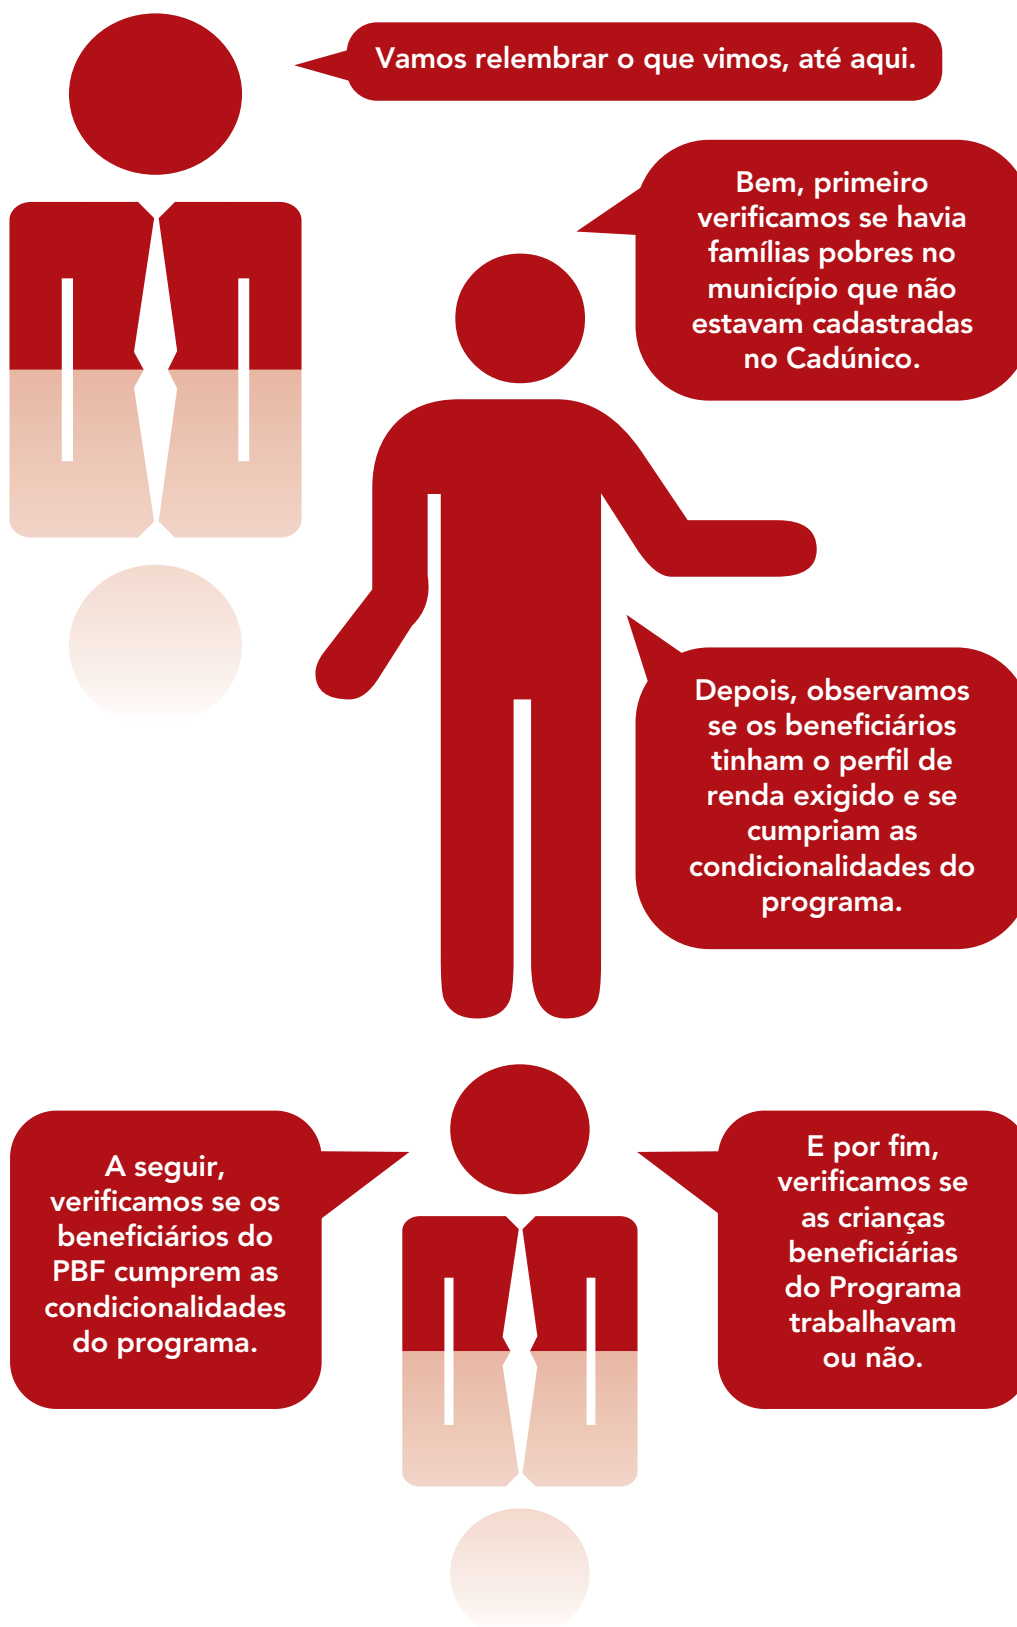 Vamos relembrar o que vimos, até aqui.
Bem, primeiro
verificamos se havia
famílias pobres no
município que não
estavam cadastradas
no Cadúnico.
Depois, observamos
se os beneficiários
tinham o perfil de
renda exigido e se
cumpriam as
condicionalidades do
programa.
A seguir,
verificamos se os
beneficiários do
PBF cumprem as
condicionalidades
do programa.
E por fim,
verificamos se
as crianças
beneficiárias
do Programa
trabalhavam
ou não.